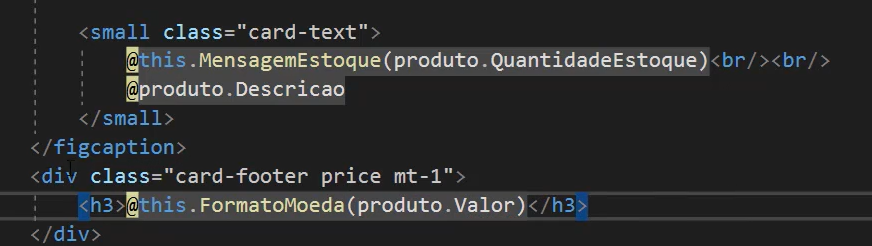 <small class="card-text">
@this.MensagemEstoque(produto.QuantidadeEstoque)<br/><br/>
@produto.Descricao
</small>
</figcaption>
<div class="card-footer price mt-1">
<h3>@this.FormatoMoeda(produto.Valor)</h3>
</div>